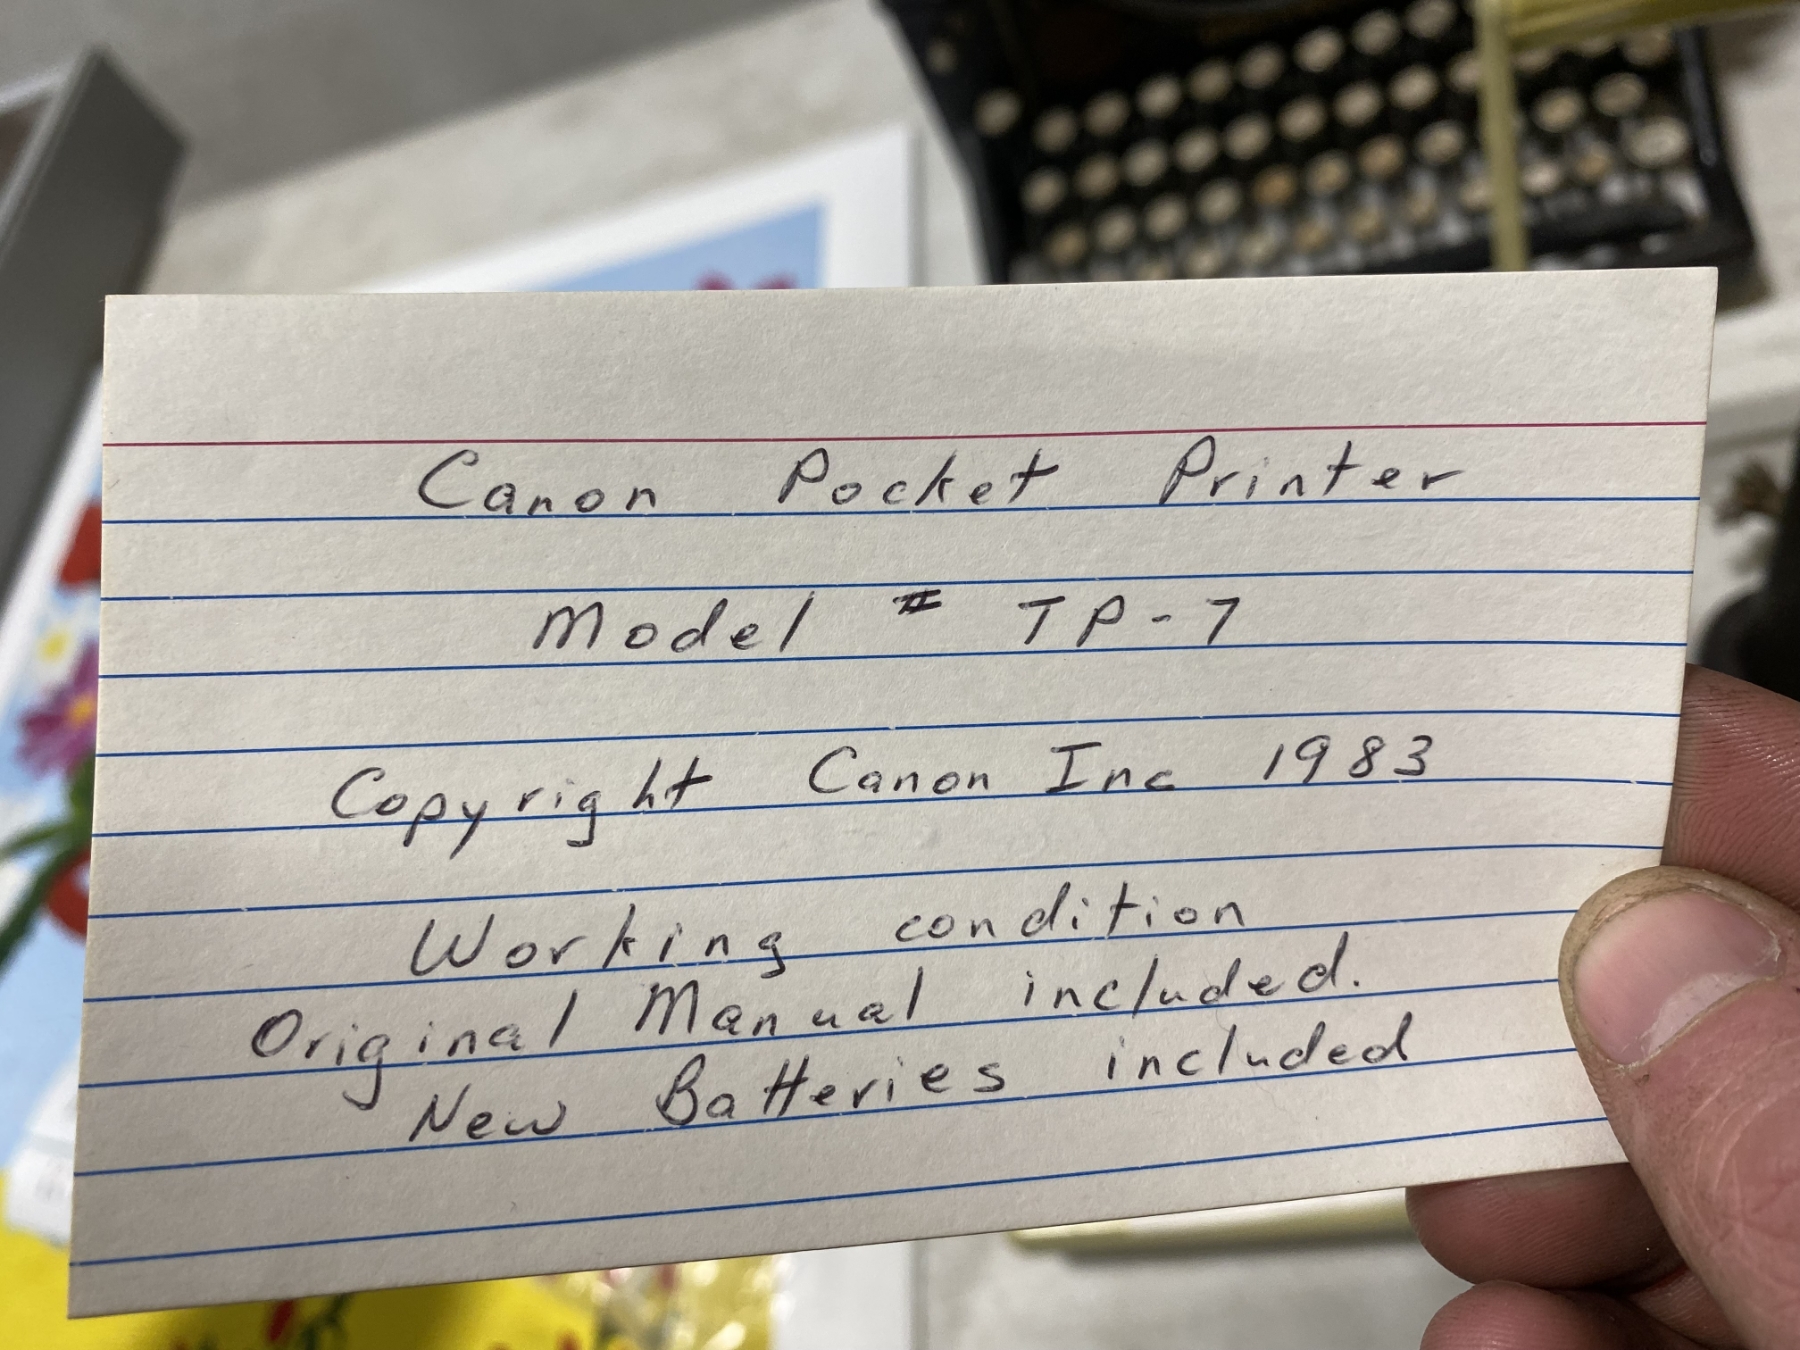 Canon Pocket Printer
Model # TP-7
Copyright Canon Inc 1983
Working condition
Original Manual included.
New Batteries included